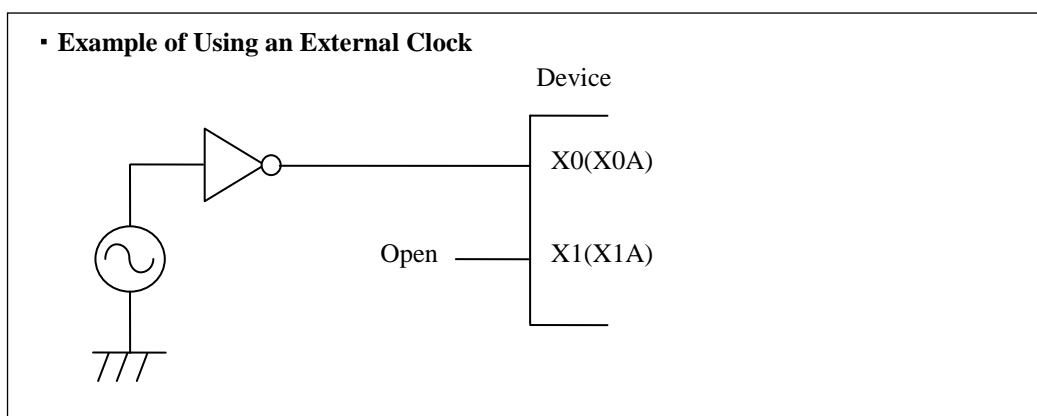 ▪ Example of Using an External Clock
Device
X0(X0A)
Open
X1(X1A)